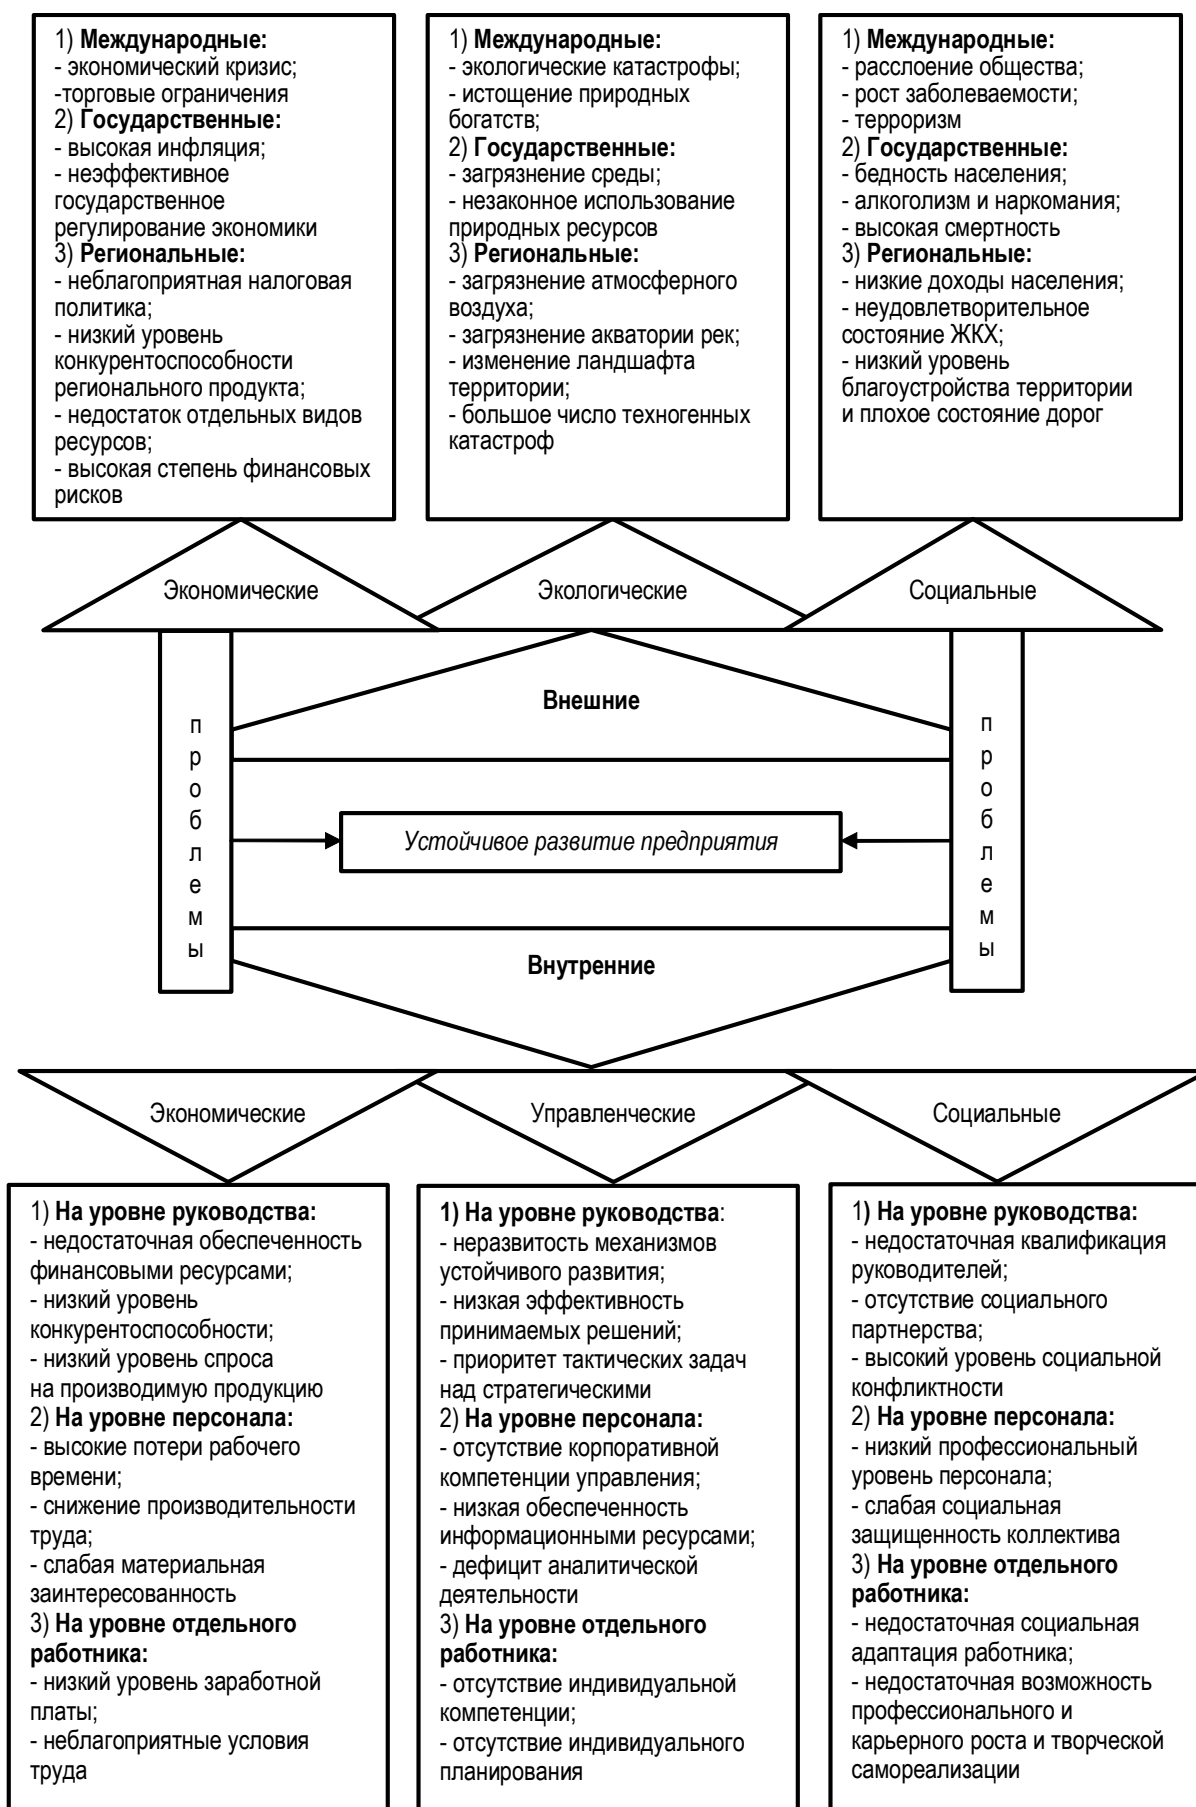 1) Международные:
- экономический кризис;
-торговые ограничения
2) Государственные:
- высокая инфляция;
- неэффективное
государственное
регулирование экономики
3) Региональные:
- неблагоприятная налоговая
политика;
- низкий уровень
конкурентоспособности
регионального продукта;
- недостаток отдельных видов
ресурсов;
- высокая степень финансовых
рисков
1) Международные:
- экологические катастрофы;
- истощение природных
богатств;
2) Государственные:
- загрязнение среды;
- незаконное использование
природных ресурсов
3) Региональные:
- загрязнение атмосферного
воздуха;
- загрязнение акватории рек;
- изменение ландшафта
территории;
- большое число техногенных
катастроф
1) Международные:
- расслоение общества;
- рост заболеваемости;
- терроризм
2) Государственные:
- бедность населения;
- алкоголизм и наркомания;
- высокая смертность
3) Региональные:
- низкие доходы населения;
- неудовлетворительное
состояние ЖКХ;
- низкий уровень
благоустройства территории
и плохое состояние дорог
Экономические
Экологические
Социальные
проблемы
Внешние
Устойчивое развитие предприятия
Внутренние
проблемы
Экономические
Управленческие
Социальные
1) На уровне руководства:
- недостаточная обеспеченность
финансовыми ресурсами;
- низкий уровень
конкурентоспособности;
- низкий уровень спроса
на производимую продукцию
2) На уровне персонала:
- высокие потери рабочего
времени;
- снижение производительности
труда;
- слабая материальная
заинтересованность
3) На уровне отдельного
работника:
- низкий уровень заработной
платы;
- неблагоприятные условия
труда
1) На уровне руководства:
- неразвитость механизмов
устойчивого развития;
- низкая эффективность
принимаемых решений;
- приоритет тактических задач
над стратегическими
2) На уровне персонала:
- отсутствие корпоративной
компетенции управления;
- низкая обеспеченность
информационными ресурсами;
- дефицит аналитической
деятельности
3) На уровне отдельного
работника:
- отсутствие индивидуальной
компетенции;
- отсутствие индивидуального
планирования
1) На уровне руководства:
- недостаточная квалификация
руководителей;
- отсутствие социального
партнерства;
- высокий уровень социальной
конфликтности
2) На уровне персонала:
- низкий профессиональный
уровень персонала;
- слабая социальная
защищенность коллектива
3) На уровне отдельного
работника:
- недостаточная социальная
адаптация работника;
- недостаточная возможность
профессионального и
карьерного роста и творческой
самореализации